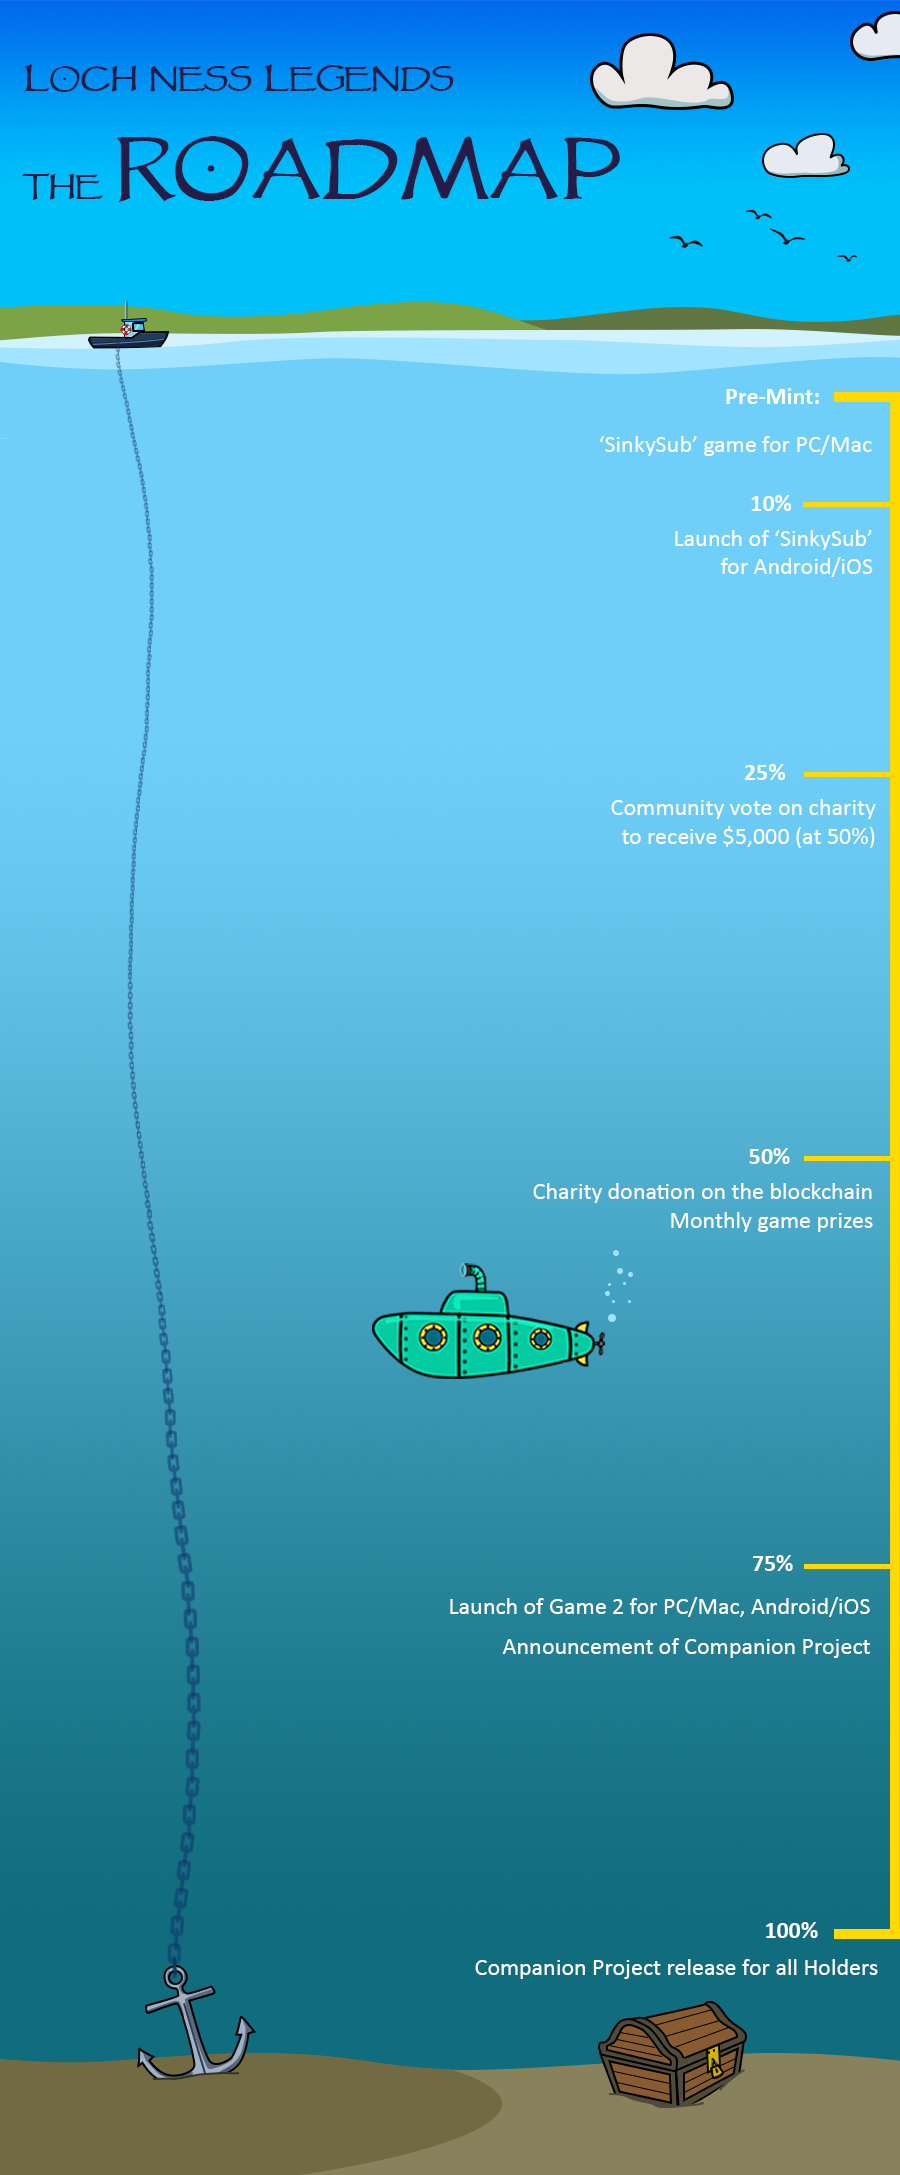 LOCH NESS LEGENDS
THE ROADMAP
Pre-Mint:
‘SinkySub’ game for PC/Mac
10%
Launch of ‘SinkySub’
for Android/iOS
25%
Community vote on charity
to receive $5,000 (at 50%)
50%
Charity donation on the blockchain
Monthly game prizes
75%
Launch of Game 2 for PC/Mac, Android/iOS
Announcement of Companion Project
100%
Companion Project release for all Holders